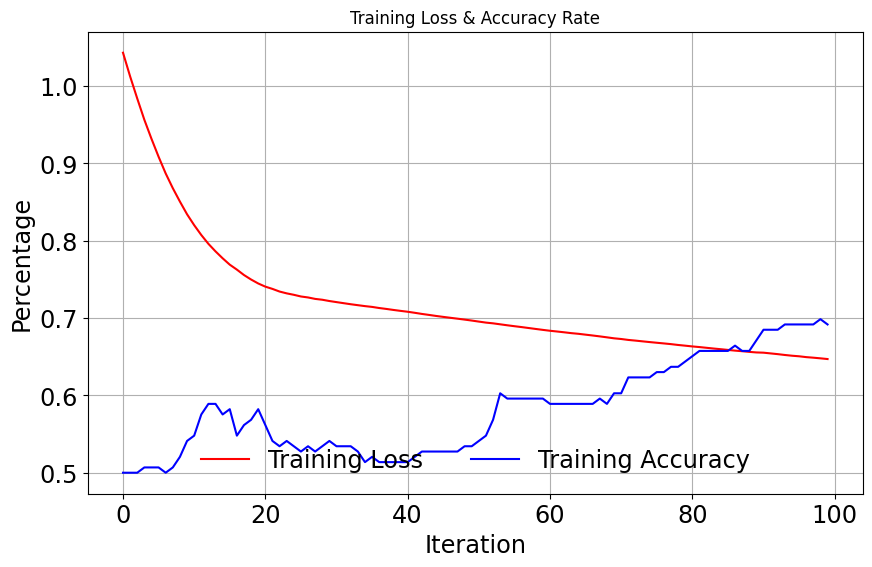 Training Loss & Accuracy Rate
Percentage
1.0
0.9
0.8
0.7
0.6
0.5
Training Loss
Training Accuracy
0 20 40 60 80 100
Iteration